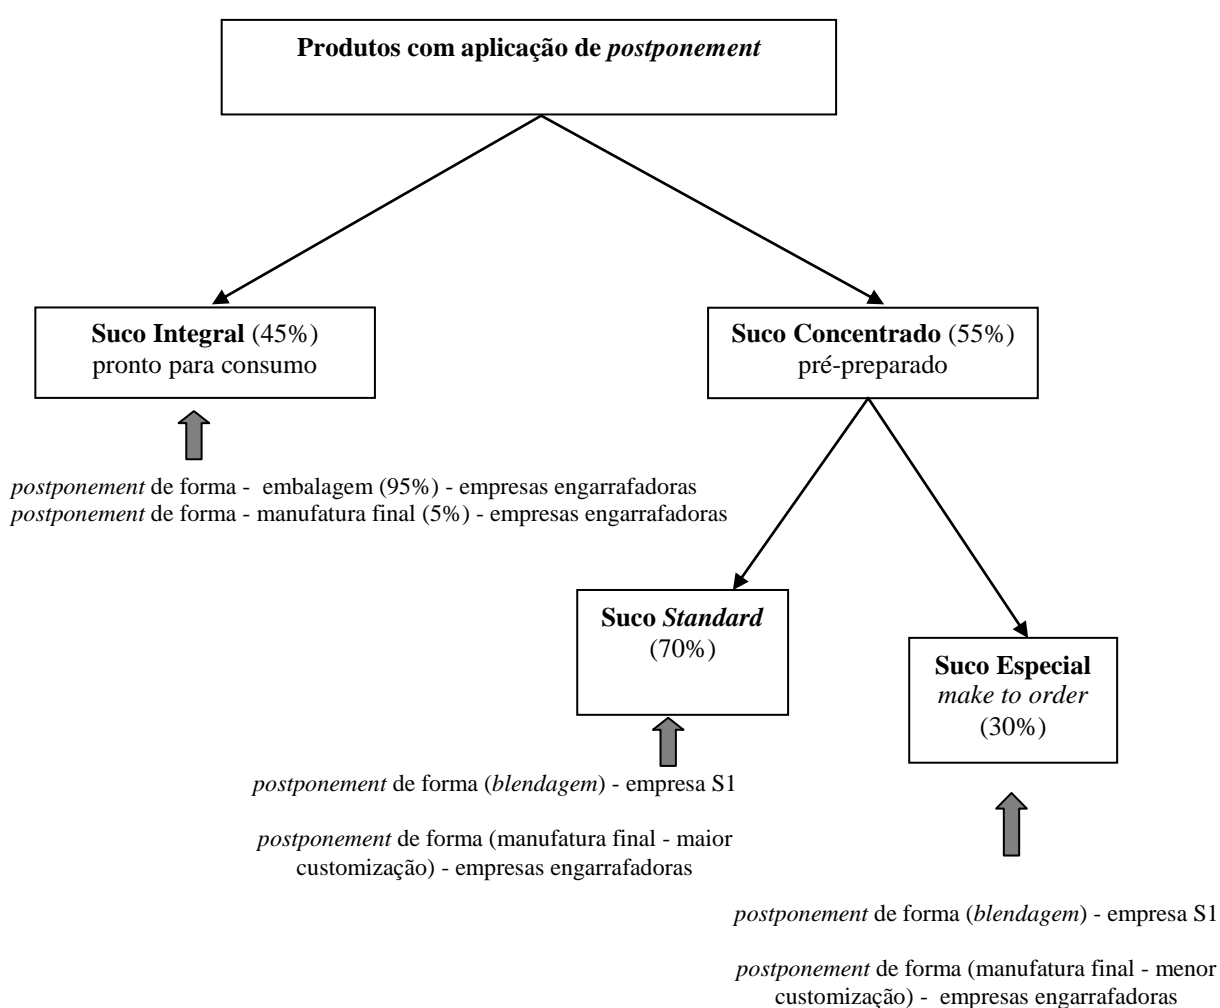 Produtos com aplicação de postponement
Suco Integral (45%)
pronto para consumo
Suco Concentrado (55%)
pré-preparado
postponement de forma - embalagem (95%) - empresas engarrafadoras
postponement de forma - manufatura final (5%) - empresas engarrafadoras
Suco Standard
(70%)
Suco Especial
make to order
(30%)
postponement de forma (blendagem) - empresa S1
postponement de forma (manufatura final - maior
customização) - empresas engarrafadoras
postponement de forma (blendagem) - empresa S1
postponement de forma (manufatura final - menor
customização) - empresas engarrafadoras